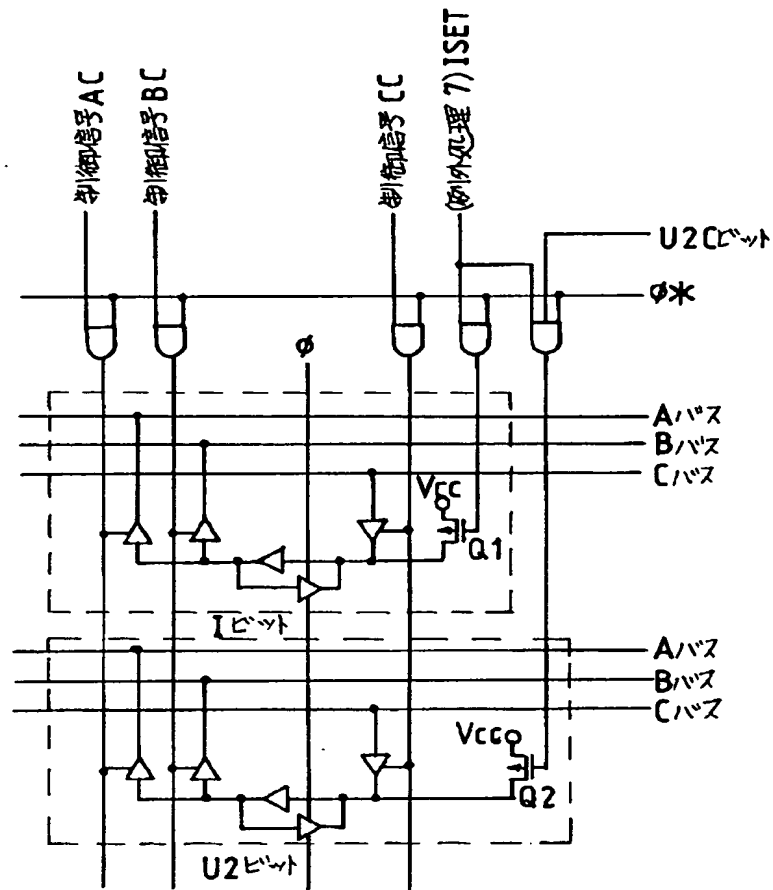 制御信号AC
制御信号BC
制御信号CC
(例外処理ア)ISET
U2Cビット
φ*
φ
Aバス
Bバス
Cバス
VCC
Q1
Iビット
Aバス
Bバス
Cバス
VCC
Q2
U2ビット